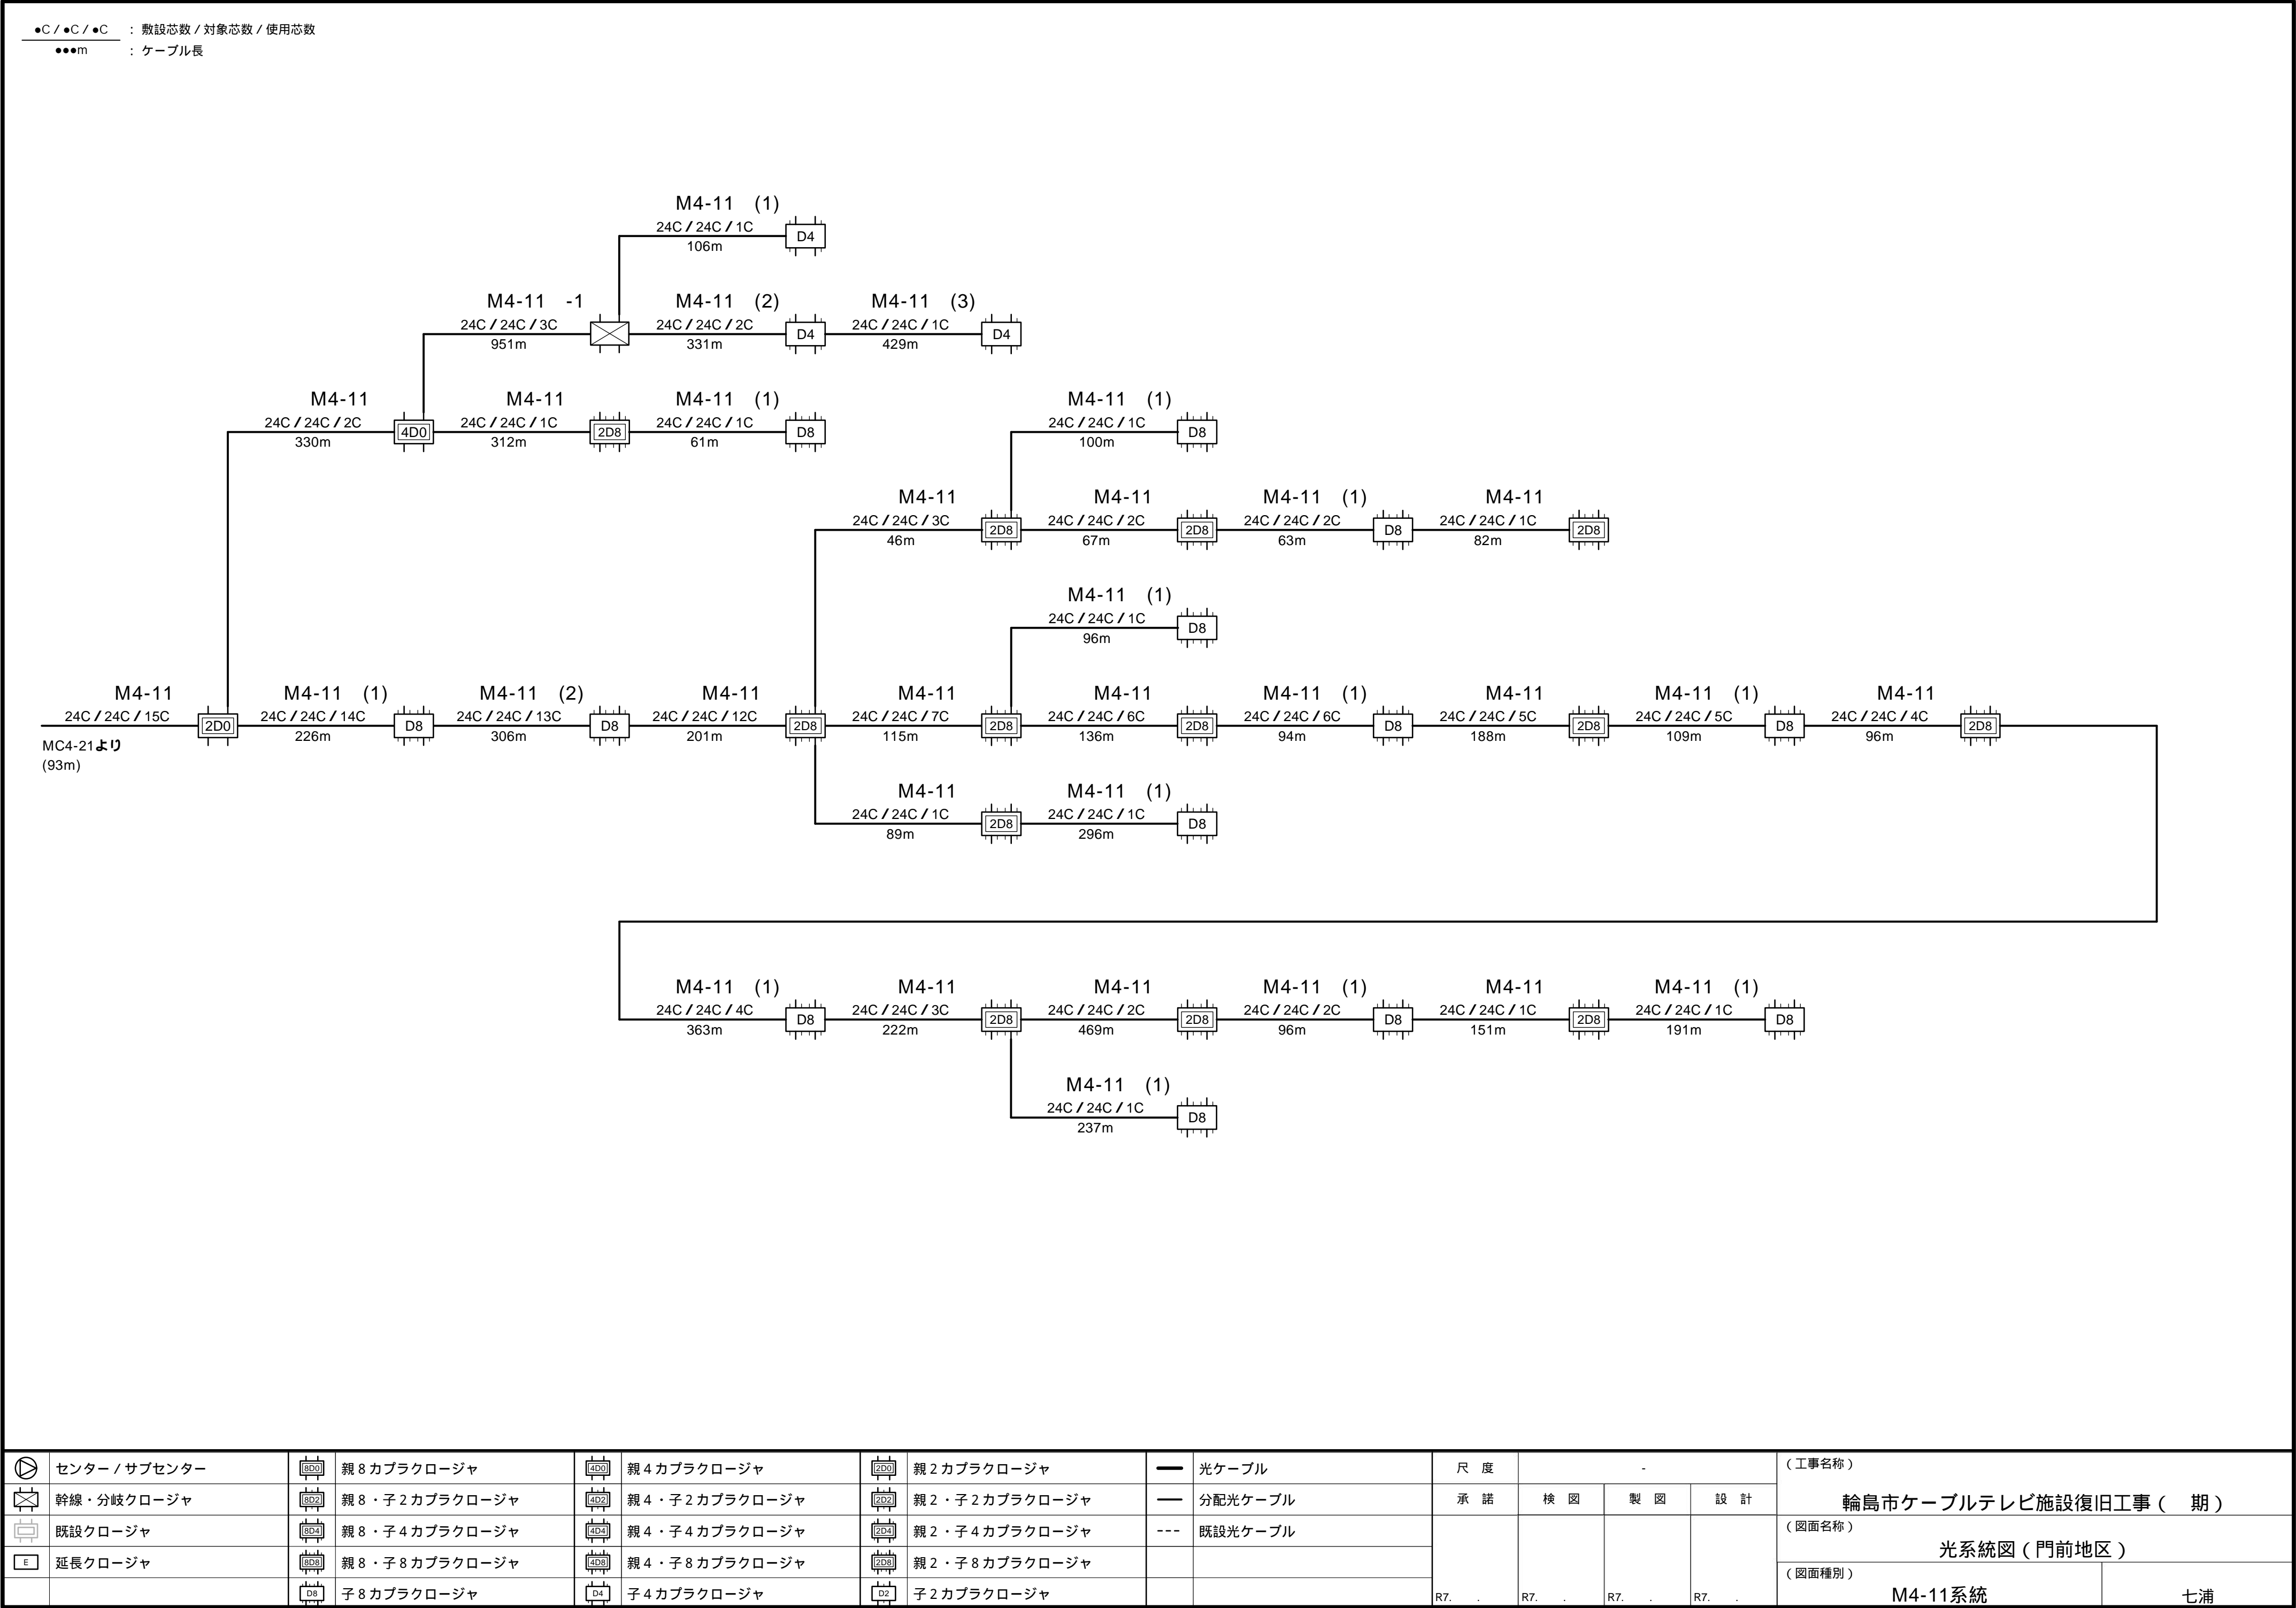 ●C / ●C / ●C : 敷設芯数 / 対象芯数 / 使用芯数
●●●m : ケーブル長
M4-11 (1)
24C / 24C / 1C
D4
106m
M4-11 -1 M4-11 (2) M4-11 (3)
24C / 24C / 3C 24C / 24C / 2C D4 24C / 24C / 1C D4
951m 331m 429m
M4-11 M4-11 M4-11 (1) M4-11 (1)
24C / 24C / 2C 4D0 24C / 24C / 1C 2D8 24C / 24C / 1C D8 24C / 24C / 1C D8
330m 312m 61m 100m
M4-11 M4-11 M4-11 (1) M4-11
24C / 24C / 3C 2D8 24C / 24C / 2C 2D8 24C / 24C / 2C D8 24C / 24C / 1C 2D8
46m 67m 63m 82m
M4-11 (1)
24C / 24C / 1C D8
96m
M4-11 M4-11 (1) M4-11 (2) M4-11 M4-11 M4-11 M4-11 (1) M4-11 M4-11 (1) M4-11
24C / 24C / 15C 2D0 24C / 24C / 14C D8 24C / 24C / 13C D8 24C / 24C / 12C 2D8 24C / 24C / 7C 2D8 24C / 24C / 6C 2D8 24C / 24C / 6C D8 24C / 24C / 5C 2D8 24C / 24C / 5C D8 24C / 24C / 4C 2D8
226m 306m 201m 115m 136m 94m 188m 109m 96m
MC4-21より
(93m)
M4-11 M4-11 (1)
24C / 24C / 1C 2D8 24C / 24C / 1C D8
89m 296m
M4-11 (1) M4-11 M4-11 M4-11 (1) M4-11 M4-11 (1)
24C / 24C / 4C D8 24C / 24C / 3C 2D8 24C / 24C / 2C 2D8 24C / 24C / 2C D8 24C / 24C / 1C 2D8 24C / 24C / 1C D8
363m 222m 469m 96m 151m 191m
M4-11 (1)
24C / 24C / 1C D8
237m
センター / サブセンター 8D0 親8カプラクロージャ 4D0 親4カプラクロージャ 2D0 親2カプラクロージャ 光ケーブル 尺 度 - (工事名称)
幹線・分岐クロージャ 8D2 親8・子2カプラクロージャ 4D2 親4・子2カプラクロージャ 2D2 親2・子2カプラクロージャ 分配光ケーブル 承 諾 検 図 製 図 設 計 輪島市ケーブルテレビ施設復旧工事( 期)
既設クロージャ 8D4 親8・子4カプラクロージャ 4D4 親4・子4カプラクロージャ 2D4 親2・子4カプラクロージャ 既設光ケーブル (図面名称)
E 延長クロージャ 8D8 親8・子8カプラクロージャ 4D8 親4・子8カプラクロージャ 2D8 親2・子8カプラクロージャ 光系統図(門前地区)
(図面種別)
D8 子8カプラクロージャ D4 子4カプラクロージャ D2 子2カプラクロージャ R7. . R7. . R7. . R7. . M4-11系統 七浦